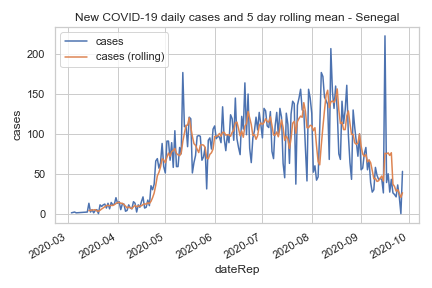 New COVID-19 daily cases and 5 day rolling mean - Senegal
cases
cases (rolling)
cases
200
150
100
50
0
2020-03
2020-04
2020-05
2020-06
2020-07
2020-08
2020-09
2020-10
dateRep